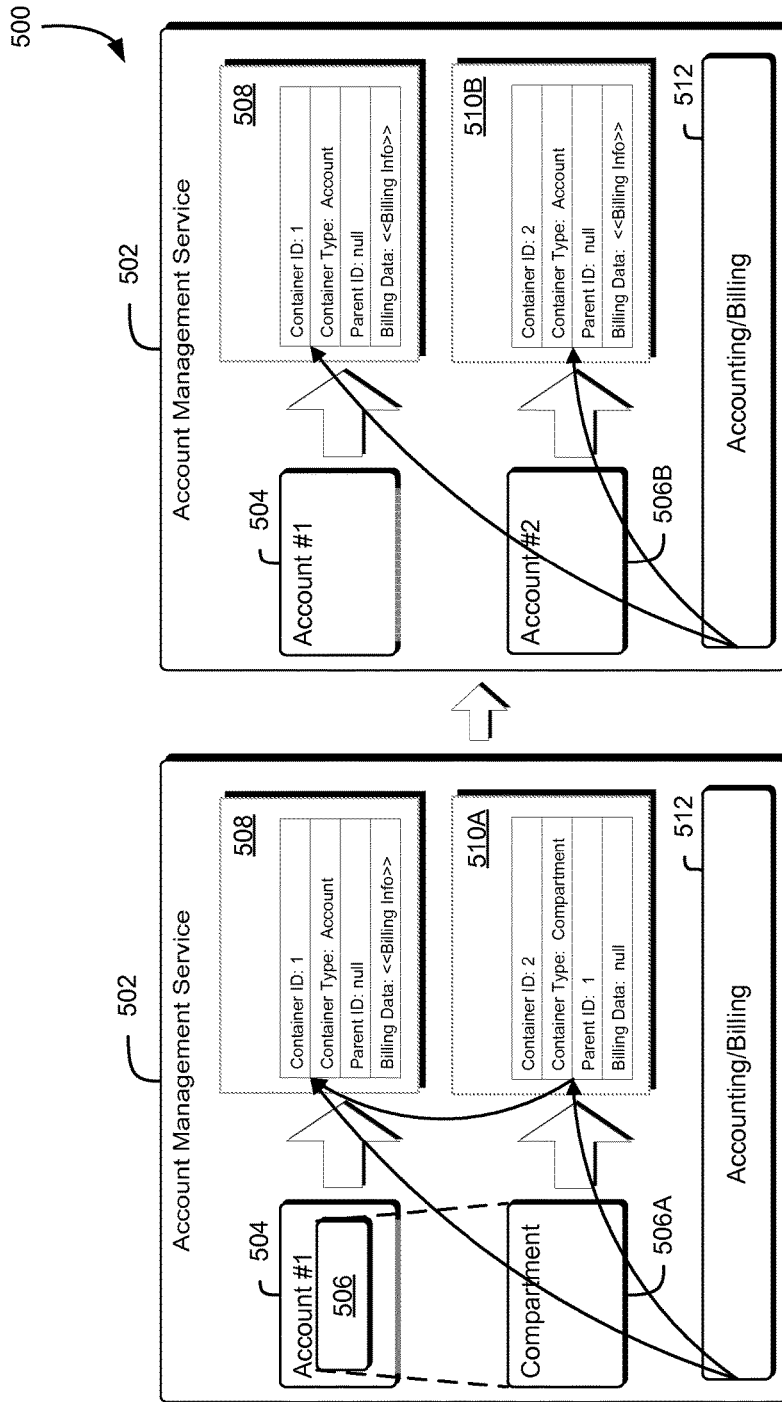 500
502
Account Management Service
504
Account #1
506
508
Container ID: 1
Container Type: Account
Parent ID: null
Billing Data: <<Billing Info>>
Compartment
506A
510A
Container ID: 2
Container Type: Compartment
Parent ID: 1
Billing Data: null
512
Accounting/Billing
502
Account Management Service
504
Account #1
508
Container ID: 1
Container Type: Account
Parent ID: null
Billing Data: <<Billing Info>>
Account #2
506B
510B
Container ID: 2
Container Type: Account
Parent ID: null
Billing Data: <<Billing Info>>
512
Accounting/Billing